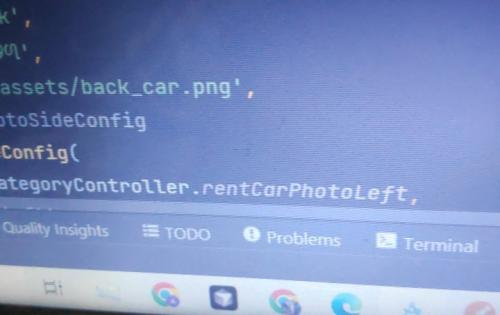 k',
',
assets/back_car.png',
otoSideConfig
Config(
ategoryController.rentCarPhotoLeft,
Quality Insights TODO Problems Terminal